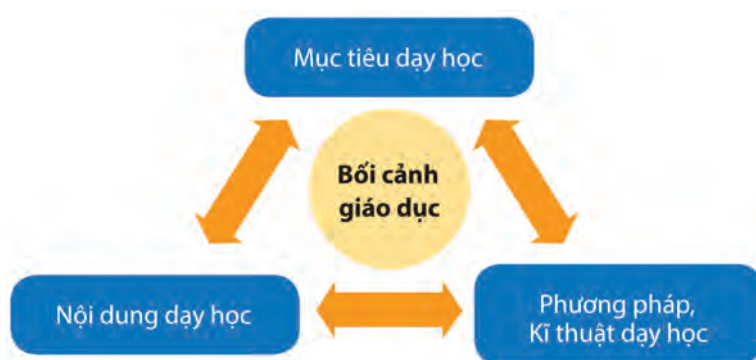 Mục tiêu dạy học
Bối cảnh
giáo dục
Nội dung dạy học
Phương pháp,
Kĩ thuật dạy học